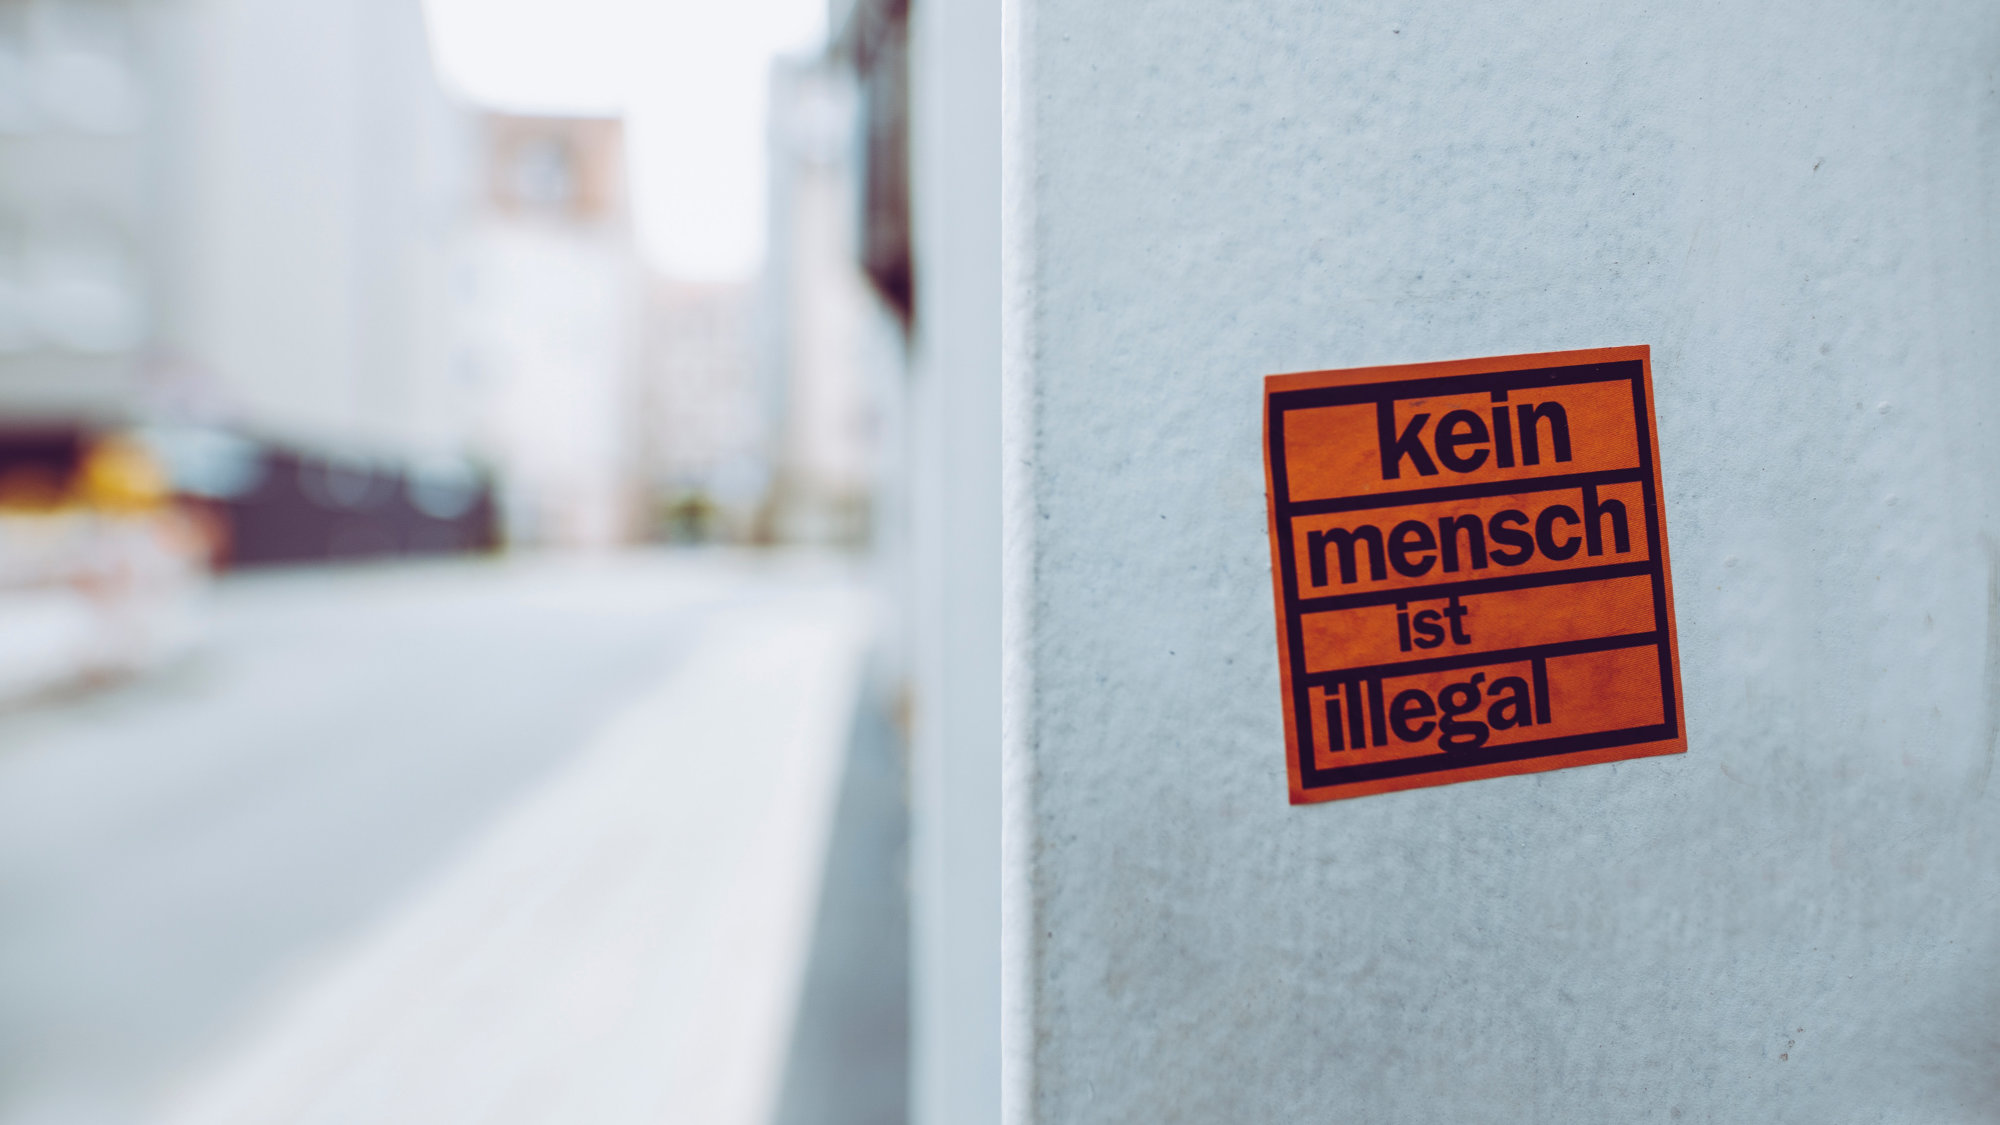 kein
mensch
ist
illegal